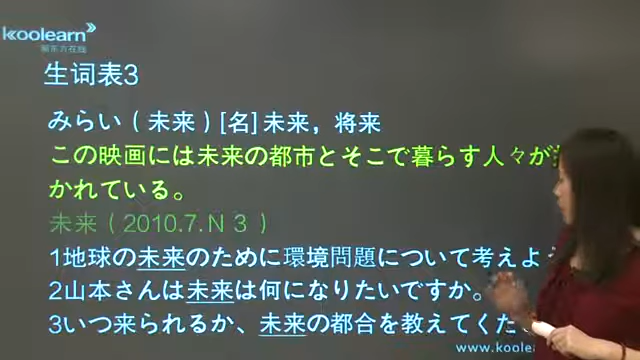 koolearn
新东方在线
生词表3
みらい（未来）[名]未来，将来
この映画には未来の都市とそこで暮らす人々が
かれている。
未来（2010.7.N３）
1地球の未来のために環境問題について考えよ
2山本さんは未来は何になりたいですか。
3いつ来られるか、未来の都合を教えてくだ
www.koolear